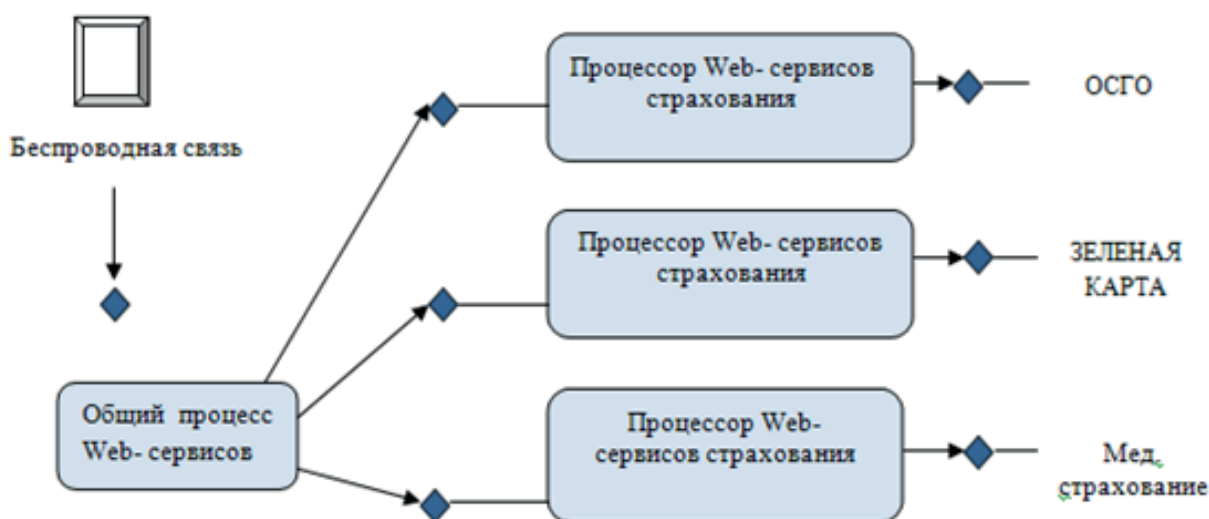 Беспроводная связь
Общий процесс
Web- сервисов
Процессор Web- сервисов
страхования
ОСГО
Процессор Web- сервисов
страхования
ЗЕЛЕНАЯ
КАРТА
Процессор Web-
сервисов страхования
Мед.
страхование